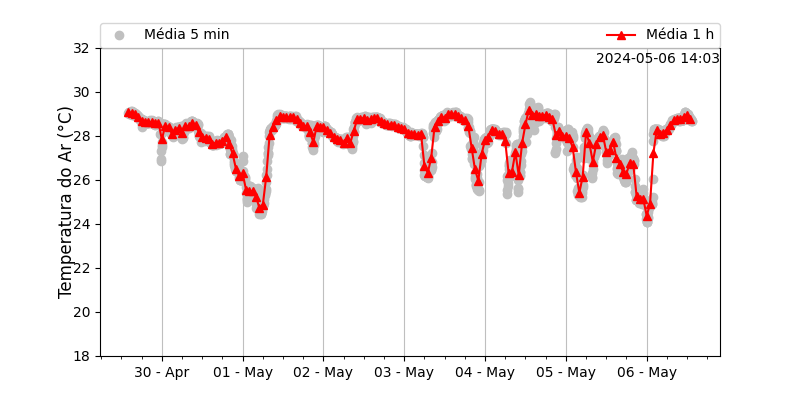 Média 5 min
Média 1 h
2024-05-06 14:03
Temperatura do Ar (°C)
32
30
28
26
24
22
20
18
30 - Apr
01 - May
02 - May
03 - May
04 - May
05 - May
06 - May